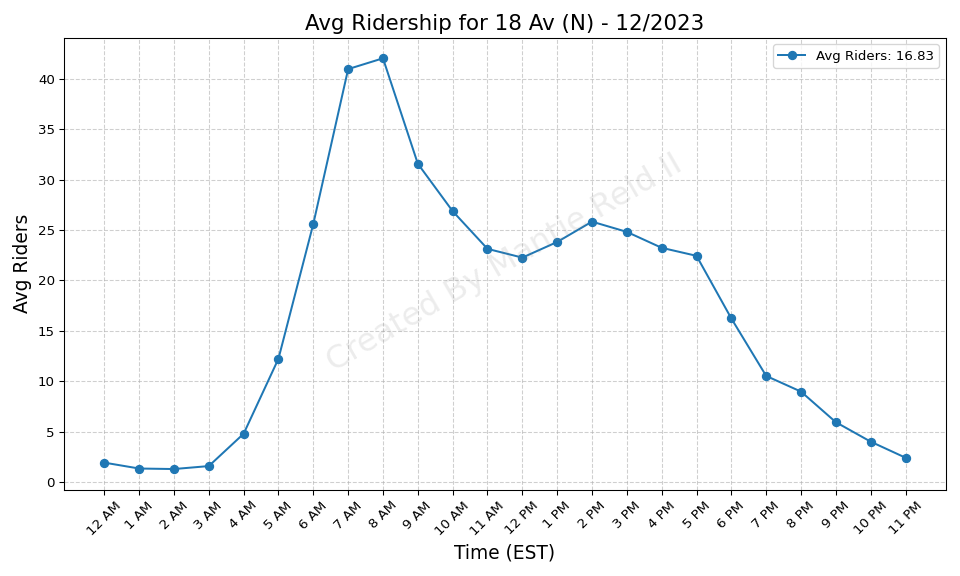 Avg Ridership for 18 Av (N) - 12/2023
Avg Riders: 16.83
Avg Riders
40
35
30
25
20
15
10
5
0
Created By Mantie Reid II
12 AM
1 AM
2 AM
3 AM
4 AM
5 AM
6 AM
7 AM
8 AM
9 AM
10 AM
11 AM
12 PM
1 PM
2 PM
3 PM
4 PM
5 PM
6 PM
7 PM
8 PM
9 PM
10 PM
11 PM
Time (EST)